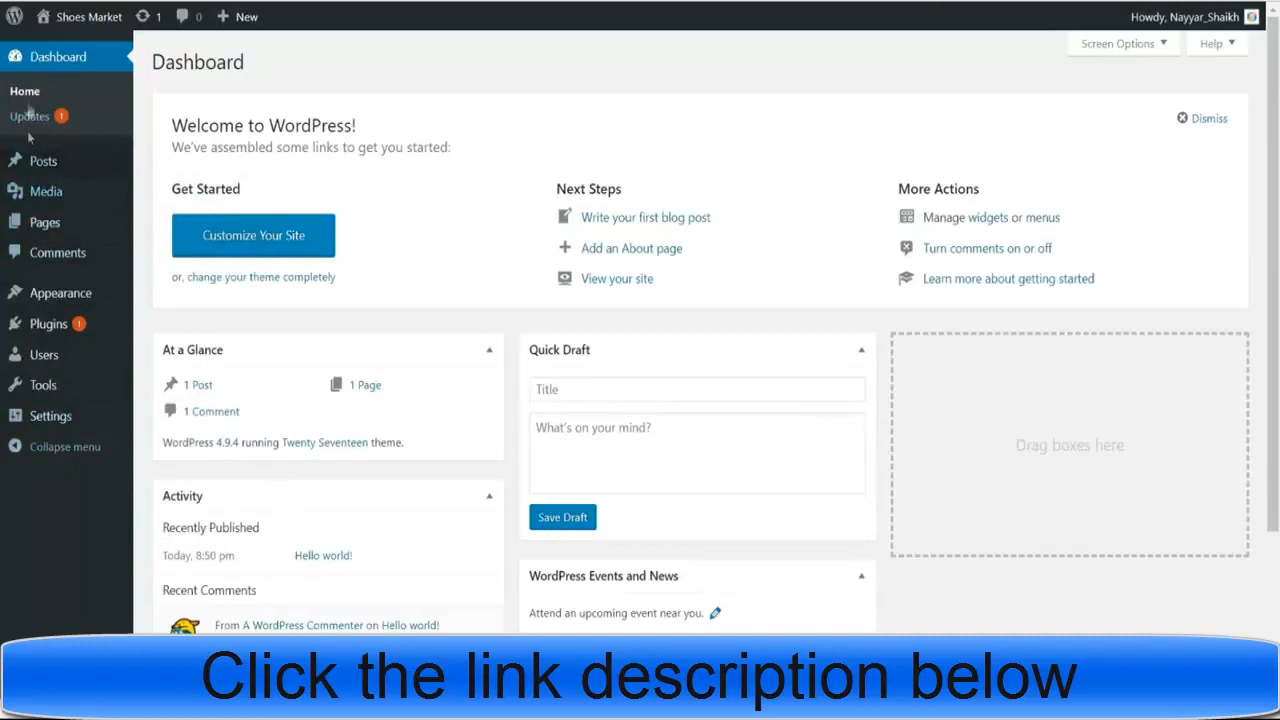 Shoes Market 1 0 New Howdy, Nayyar_Shaikh
Dashboard
Home
Updates 1
Posts
Media
Pages
Comments
Appearance
Plugins 1
Users
Tools
Settings
Collapse menu
Screen Options Help
Dashboard
Welcome to WordPress!
Dismiss
We've assembled some links to get you started:
Get Started
Customize Your Site
or, change your theme completely
Next Steps
Write your first blog post
Add an About page
View your site
More Actions
Manage widgets or menus
Turn comments on or off
Learn more about getting started
At a Glance
1 Post 1 Page
1 Comment
WordPress 4.9.4 running Twenty Seventeen theme.
Activity
Recently Published
Today, 8:50 pm Hello world!
Recent Comments
From A WordPress Commenter on Hello world!
Quick Draft
Title
What's on your mind?
Save Draft
WordPress Events and News
Attend an upcoming event near you.
Drag boxes here
Click the link description below